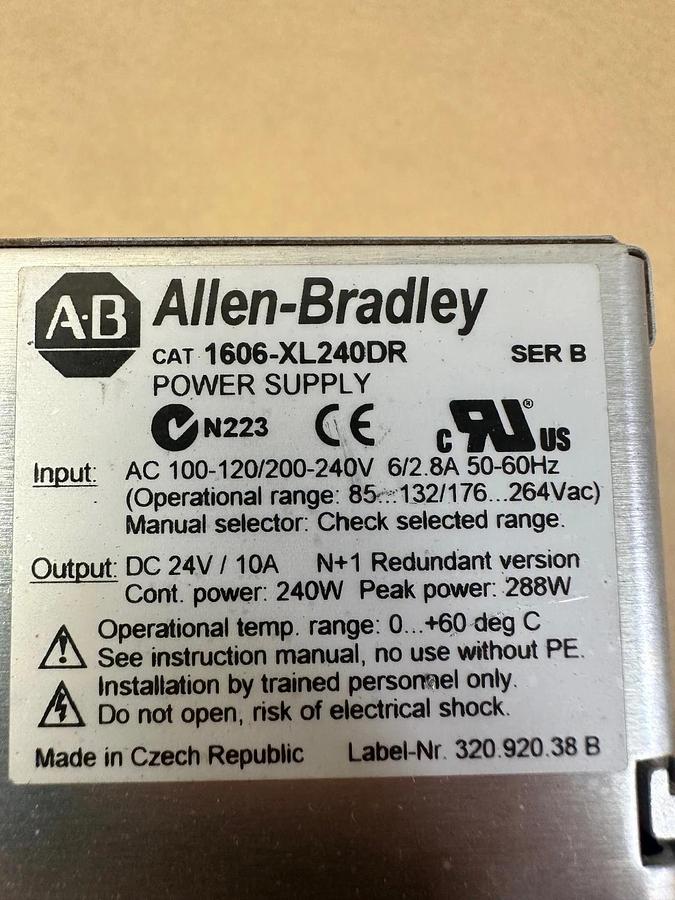 A·B Allen-Bradley
CAT 1606-XL240DR SER B
POWER SUPPLY
N223 CE c RU ® US
Input: AC 100-120/200-240V 6/2.8A 50-60Hz
(Operational range: 85...132/176...264Vac)
Manual selector: Check selected range.
Output: DC 24V / 10A N+1 Redundant version
Cont. power: 240W Peak power: 288W
Operational temp. range: 0...+60 deg C
See instruction manual, no use without PE.
Installation by trained personnel only.
Do not open, risk of electrical shock.
Made in Czech Republic Label-Nr. 320.920.38 B